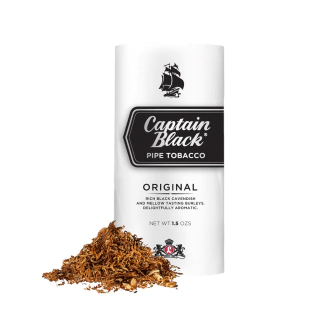 Captain
Black
PIPE TOBACCO
ORIGINAL
RICH BLACK CAVENDISH
AND MELLOW TASTING BURLEYS.
DELIGHTFULLY AROMATIC.
NET WT 1.5 OZS